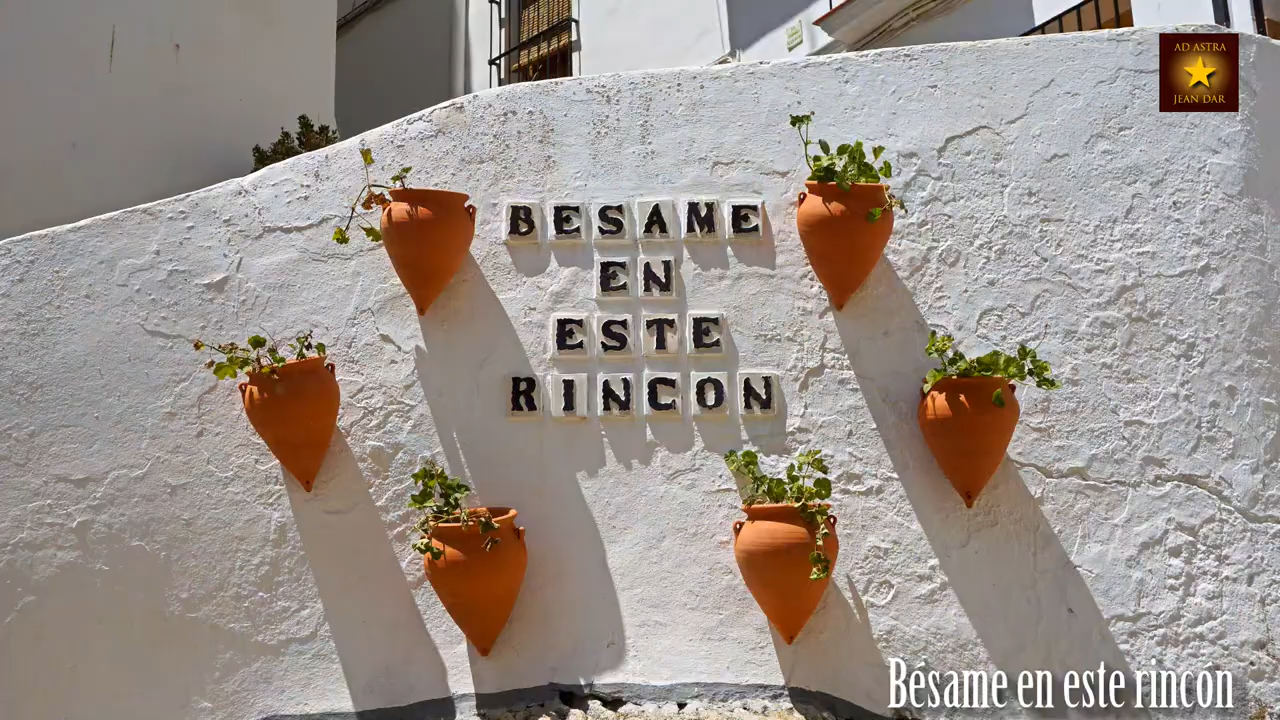 AD ASTRA
JEAN DAR
BESAME
EN
ESTE
RINCON
Bésame en este rincón